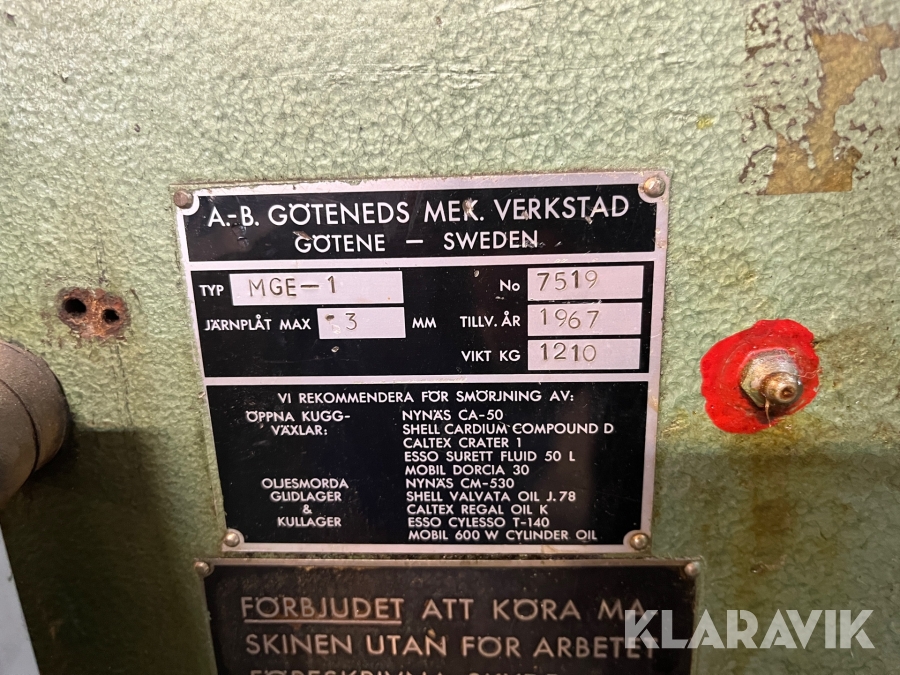 A.-B. GÖTENEDS MEK. VERKSTAD
GÖTENE — SWEDEN
TYP MGE-1 No 7519
JÄRNPLÅT MAX 3 MM TILLV. ÅR 1967
VIKT KG 1210
VI REKOMMENDERA FÖR SMÖRJNING AV:
ÖPPNA KUGG- NYNÄS CA-50
VÄXLAR: SHELL CARDIUM COMPOUND D
CALTEX CRATER 1
ESSO SURETT FLUID 50 L
MOBIL DORCIA 30
OLJESMORDA NYNÄS CM-530
GLIDLAGER SHELL VALVATA OIL J.78
& CALTEX REGAL OIL K
KULLAGER ESSO CYLESSO T-140
MOBIL 600 W CYLINDER OIL
FÖRBJUDET ATT KÖRA MA
SKINEN UTAN FÖR ARBETET
KLARAVIK